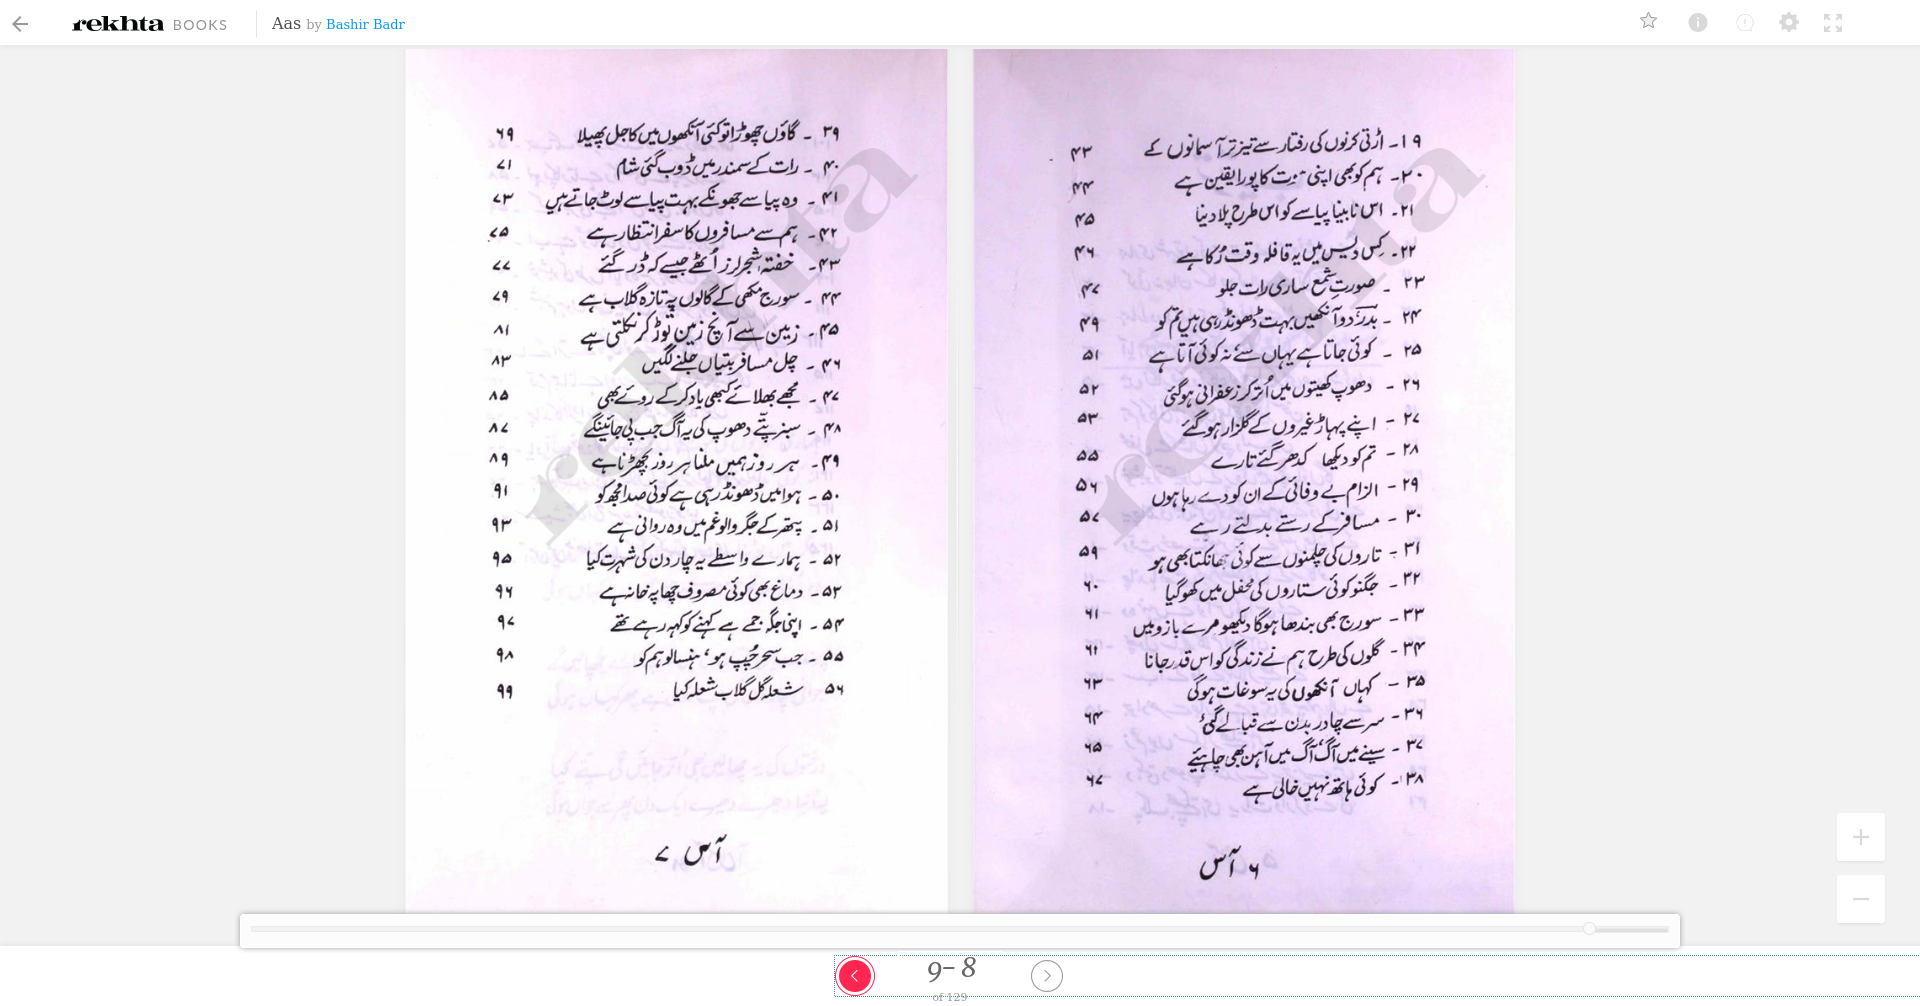 rekhta BOOKS Aas by Bashir Badr
۱۹۔ اڑتی کرنوں کی رفتار سے تیز تر آسمانوں کے ۴۳
۲۰۔ ہم کو بھی اپنی کا پورا یقین ہے ۴۴
۲۱۔ اس نابینا پیاسے کو اس طرح پلا دینا ۴۵
۲۲۔ کِس دیس میں یہ قافلہ وقت رُکا ہے ۴۶
۲۳۔ صورتِ شمع ساری رات جلو ۴۷
۲۴۔ بدرؔ دو آنکھیں بہت ڈھونڈ رہی ہیں تم کو ۴۹
۲۵۔ کوئی جاتا ہے یہاں سے نہ کوئی آتا ہے ۵۱
۲۶۔ دھوپ کھیتوں میں اُتر کر زعفرانی ہو گئی ۵۲
۲۷۔ اپنے پہاڑ غیروں کے گلزار ہو گئے ۵۳
۲۸۔ تم کو دیکھا کدھر گئے تارے ۵۵
۲۹۔ الزام بے وفائی کے ان کو دے رہا ہوں ۵۶
۳۰۔ مسافر کے رستے بدلتے رہے ۵۷
۳۱۔ تاروں کی چلمنوں سے کوئی جھانکتا بھی ہو ۵۹
۳۲۔ جگنو کوئی ستاروں کی محفل میں کھو گیا ۶۰
۳۳۔ سورج بھی بندھا ہوگا دیکھو مرے بازو میں ۶۱
۳۴۔ گلوں کی طرح ہم نے زندگی کو اس قدر جانا ۶۲
۳۵۔ کہاں آنکھوں کی یہ سوغات ہوگی ۶۳
۳۶۔ سر سے چادر بدن سے قبا لے گئی ۶۴
۳۷۔ سینے میں آگ، آگ میں آہن بھی چاہئیے ۶۵
۳۸۔ کوئی ہاتھ نہیں خالی ہے ۶۷
۶ آس
۳۹۔ گاؤں چھوڑا تو کئی آنکھوں میں کاجل پھیلا ۶۹
۴۰۔ رات کے سمندر میں ڈوب گئی شام ۷۱
۴۱۔ وہ پیاسے جھونکے بہت پیاسے لوٹ جاتے ہیں ۷۳
۴۲۔ ہم سے مسافروں کا سفر انتظار ہے ۷۵
۴۳۔ خفتہ شجر لرز اُٹھے جیسے کہ ڈر گئے ۷۷
۴۴۔ سورج مکھی کے گالوں پہ تازہ گلاب ہے ۷۹
۴۵۔ زمین سے آنچ زمین توڑ کر نکلتی ہے ۸۱
۴۶۔ چل مسافر بتیاں جلنے لگیں ۸۳
۴۷۔ مجھے بھلائے کبھی یاد کر کے روئے بھی ۸۵
۴۸۔ سبز پتّے دھوپ کی یہ آگ جب پی جائینگے ۸۷
۴۹۔ ہر روز ہمیں ملنا ہر روز بچھڑنا ہے ۸۹
۵۰۔ ہوا میں ڈھونڈ رہی ہے کوئی صدا مجھ کو ۹۱
۵۱۔ پتھر کے جگر والو غم میں وہ روانی ہے ۹۳
۵۲۔ ہمارے واسطے یہ چار دن کی شہرت کیا ۹۵
۵۳۔ دماغ بھی کوئی مصروف چھاپہ خانہ ہے ۹۶
۵۴۔ اپنی جگہ جمے ہے کہنے کو کہہ رہے تھے ۹۷
۵۵۔ جب سحر چُپ ہو، ہنسا لو ہم کو ۹۸
۵۶ شعلہ گل گلاب شعلہ کیا ۹۹
آس ۷
9-8
of 129